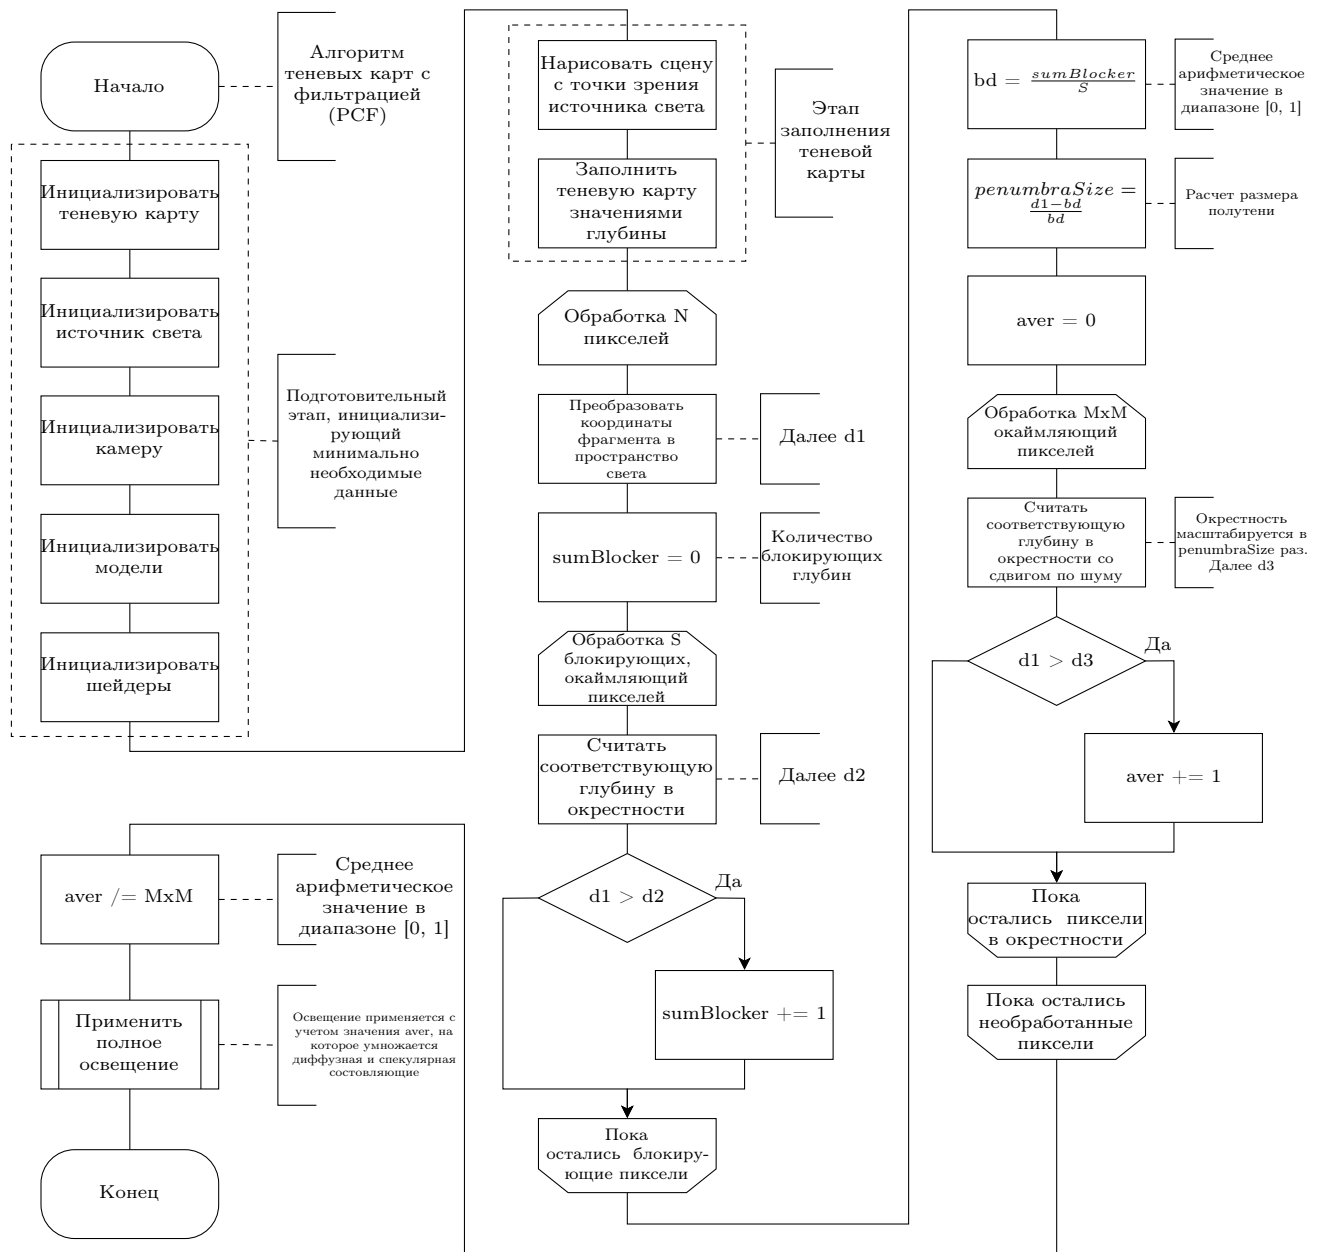 Начало
Алгоритм
теневых карт с
фильтрацией
(PCF)
Инициализировать
теневую карту
Инициализировать
источник света
Инициализировать
камеру
Инициализировать
модели
Инициализировать
шейдеры
Подготовительный
этап, инициализи-
рующий
минимально
необходимые
данные
Нарисовать сцену
с точки зрения
источника света
Заполнить
теневую карту
значениями
глубины
Этап
заполнения
теневой
карты
Обработка N
пикселей
Преобразовать
координаты
фрагмента в
пространство
света
Далее d1
sumBlocker = 0
Количество
блокирующих
глубин
Обработка S
блокирующих,
окаймляющий
пикселей
Считать
соответствующую
глубину в
окрестности
Далее d2
d1 > d2
Да
sumBlocker += 1
Пока
остались блокирую-
щие пиксели
bd = sumBlocker / S
Среднее
арифметическое
значение в
диапазоне [0, 1]
penumbraSize =
d1−bd / bd
Расчет размера
полутени
aver = 0
Обработка MxM
окаймляющий
пикселей
Считать
соответствующую
глубину в
окрестности со
сдвигом по шуму
Окрестность
масштабируется в
penumbraSize раз.
Далее d3
d1 > d3
Да
aver += 1
Пока
остались пиксели
в окрестности
Пока остались
необработанные
пиксели
aver /= MxM
Среднее
арифметическое
значение в
диапазоне [0, 1]
Применить
полное
освещение
Освещение применяется с
учетом значения aver, на
которое умножается
диффузная и спекулярная
состовляющие
Конец